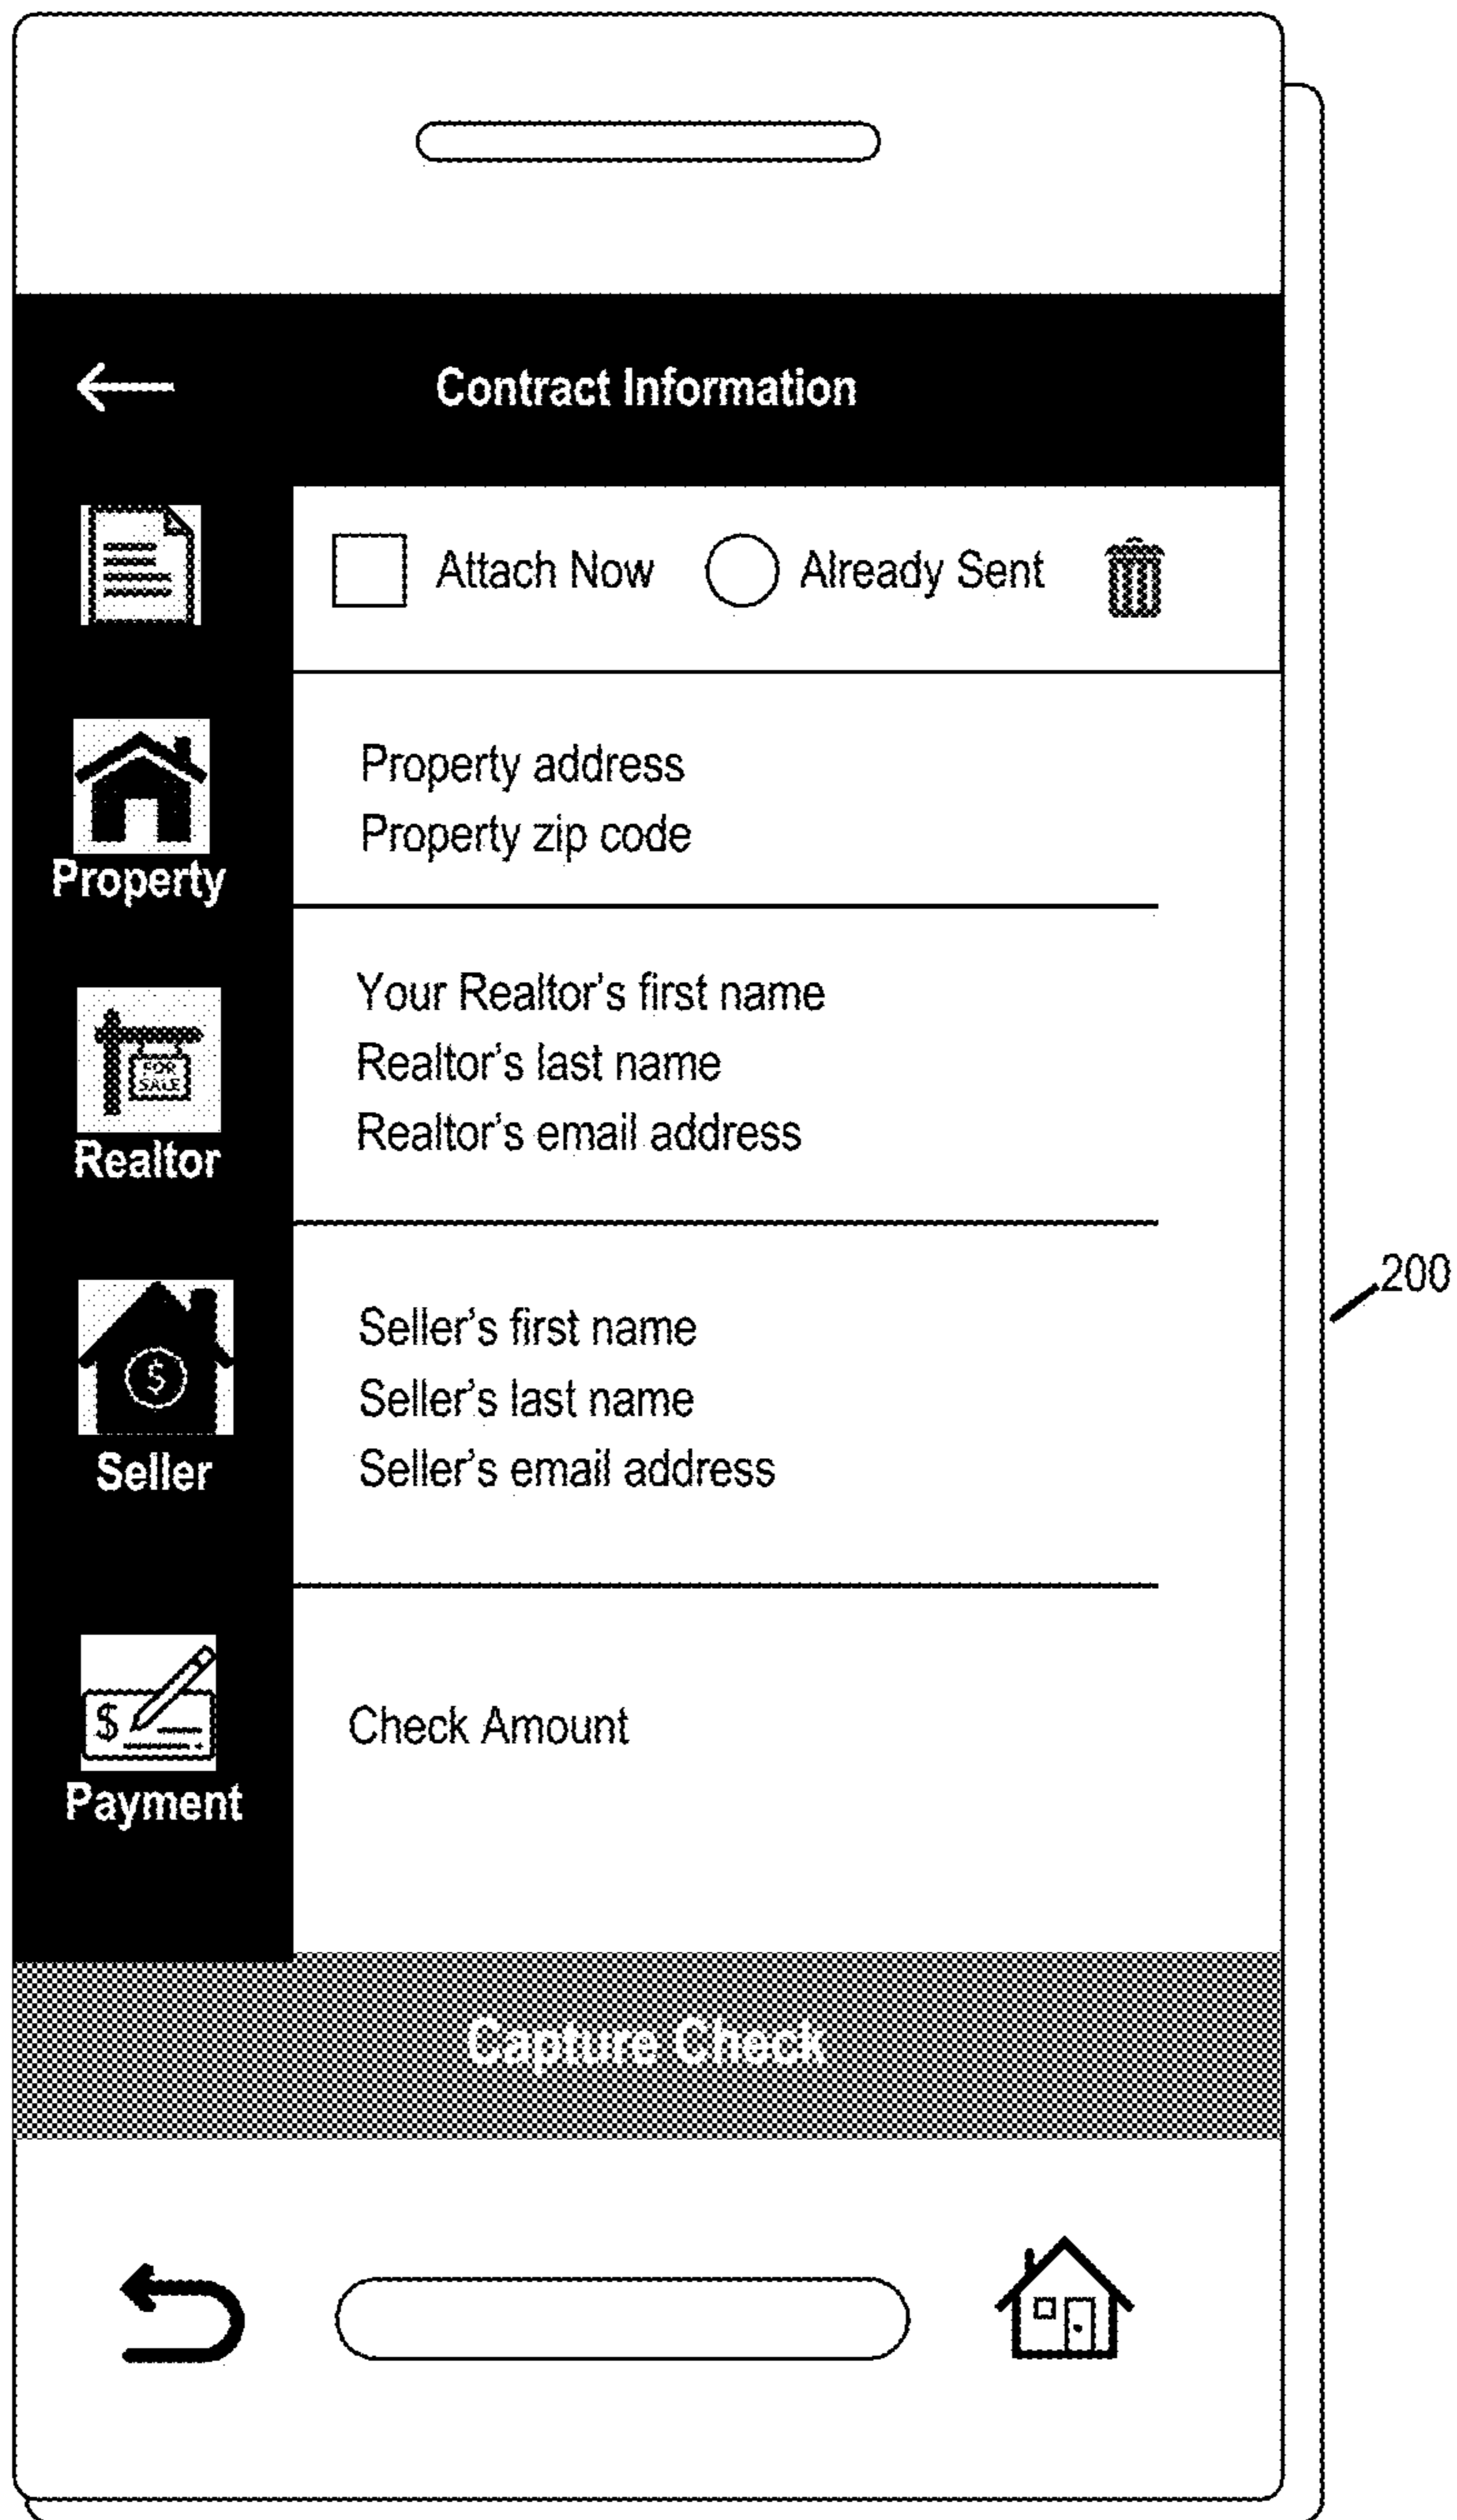 Contract Information
Attach Now Already Sent
Property address
Property zip code
Property
Your Realtor's first name
Realtor's last name
Realtor's email address
FOR
SALE
Realtor
200
Seller's first name
Seller's last name
Seller's email address
$
Seller
Check Amount
$
Payment
Capture Check